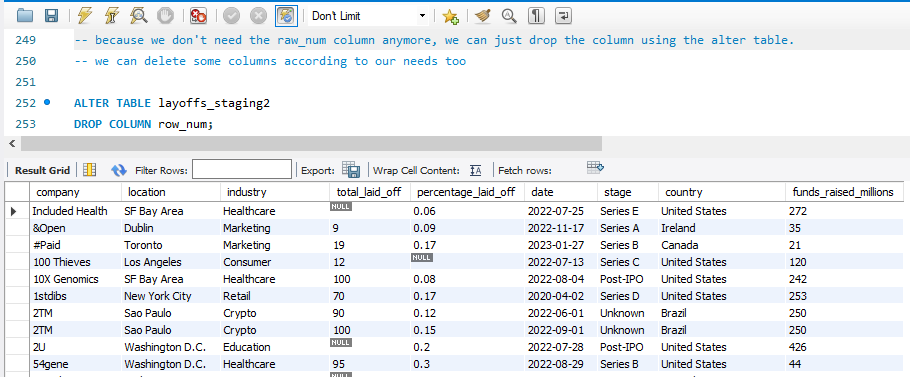 Don't Limit
249 -- because we don't need the raw_num column anymore, we can just drop the column using the alter table.
250 -- we can delete some columns according to our needs too
251
252 ALTER TABLE layoffs_staging2
253 DROP COLUMN row_num;
Result Grid Filter Rows: Export: Wrap Cell Content: Fetch rows:
company location industry total_laid_off percentage_laid_off date stage country funds_raised_millions
Included Health SF Bay Area Healthcare NULL 0.06 2022-07-25 Series E United States 272
&Open Dublin Marketing 9 0.09 2022-11-17 Series A Ireland 35
#Paid Toronto Marketing 19 0.17 2023-01-27 Series B Canada 21
100 Thieves Los Angeles Consumer 12 NULL 2022-07-13 Series C United States 120
10X Genomics SF Bay Area Healthcare 100 0.08 2022-08-04 Post-IPO United States 242
1stdibs New York City Retail 70 0.17 2020-04-02 Series D United States 253
2TM Sao Paulo Crypto 90 0.12 2022-06-01 Unknown Brazil 250
2TM Sao Paulo Crypto 100 0.15 2022-09-01 Unknown Brazil 250
2U Washington D.C. Education NULL 0.2 2022-07-28 Post-IPO United States 426
54gene Washington D.C. Healthcare 95 0.3 2022-08-29 Series B United States 44
NULL